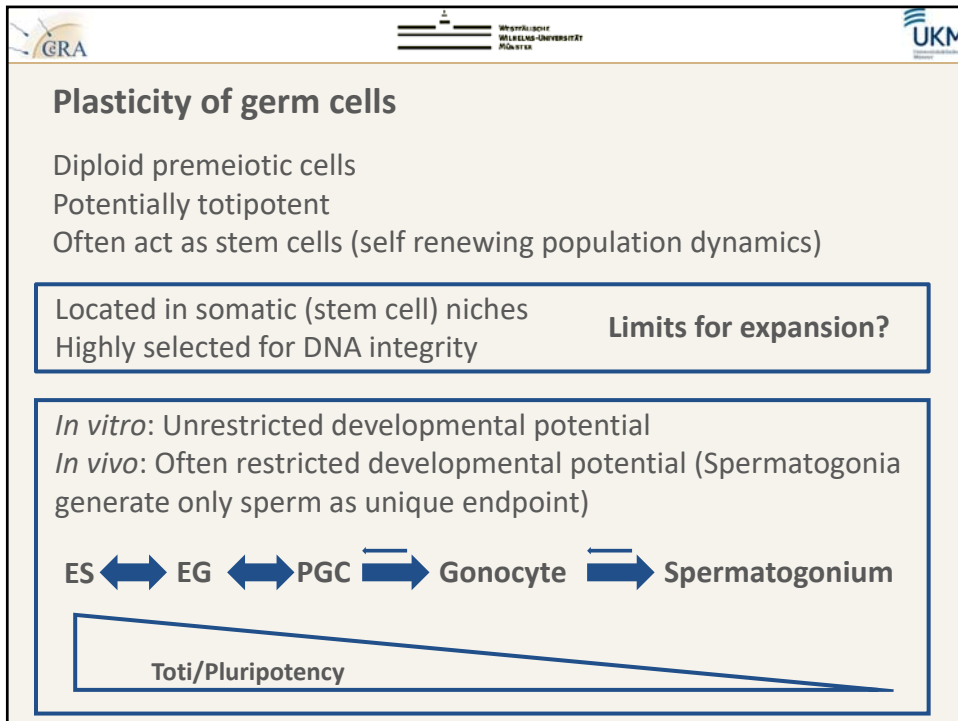 CeRA
WESTFÄLISCHE
WILHELMS-UNIVERSITÄT
MÜNSTER
UKM
Plasticity of germ cells
Diploid premeiotic cells
Potentially totipotent
Often act as stem cells (self renewing population dynamics)
Located in somatic (stem cell) niches
Highly selected for DNA integrity
Limits for expansion?
In vitro: Unrestricted developmental potential
In vivo: Often restricted developmental potential (Spermatogonia
generate only sperm as unique endpoint)
ES EG PGC Gonocyte Spermatogonium
Toti/Pluripotency